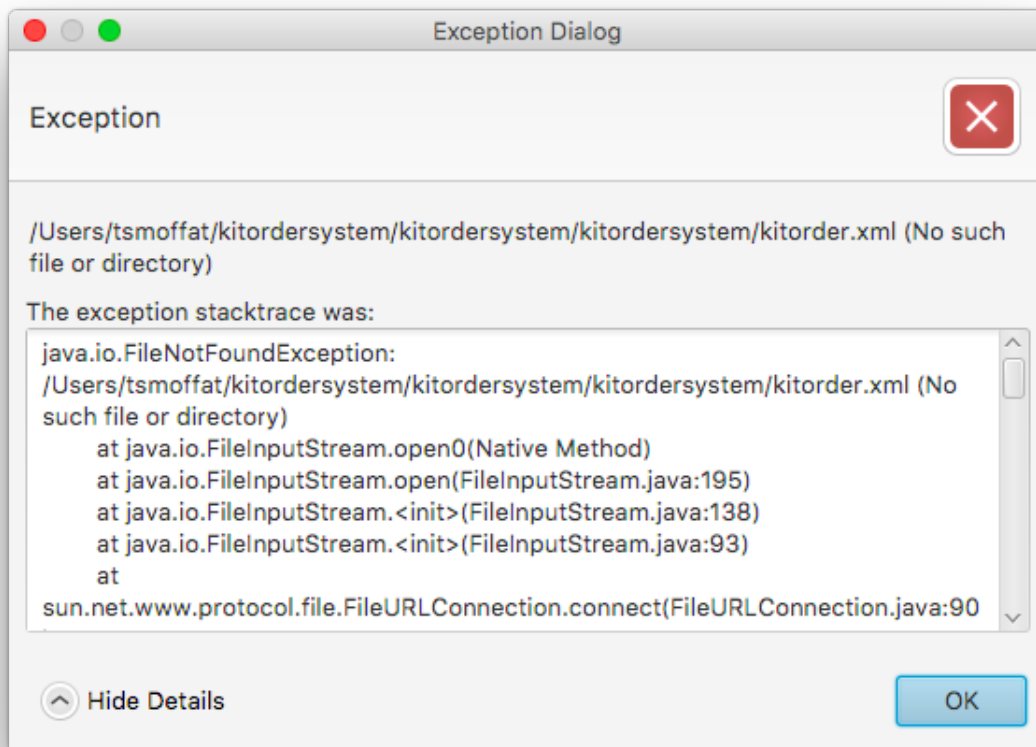 Exception Dialog
Exception
/Users/tsmoffat/kitordersystem/kitordersystem/kitordersystem/kitorder.xml (No such
file or directory)
The exception stacktrace was:
java.io.FileNotFoundException:
/Users/tsmoffat/kitordersystem/kitordersystem/kitordersystem/kitorder.xml (No
such file or directory)
at java.io.FileInputStream.open0(Native Method)
at java.io.FileInputStream.open(FileInputStream.java:195)
at java.io.FileInputStream.<init>(FileInputStream.java:138)
at java.io.FileInputStream.<init>(FileInputStream.java:93)
at
sun.net.www.protocol.file.FileURLConnection.connect(FileURLConnection.java:90
Hide Details
OK